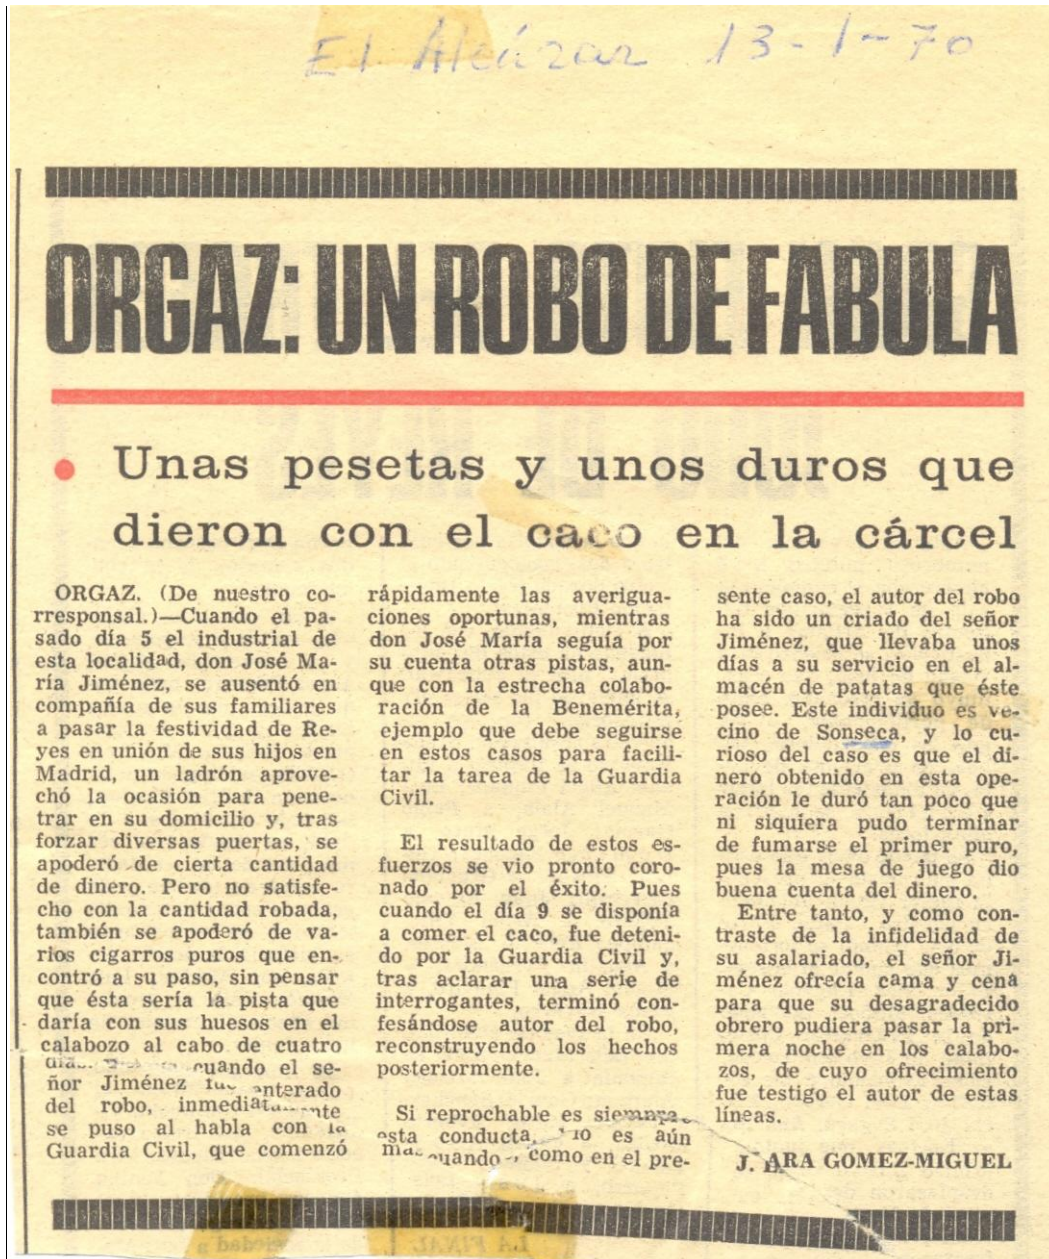 El Alcázar 13-1-70
ORGAZ: UN ROBO DE FABULA
• Unas pesetas y unos duros que
dieron con el caco en la cárcel
ORGAZ. (De nuestro co-
rresponsal.)—Cuando el pa-
sado día 5 el industrial de
esta localidad, don José Ma-
ría Jiménez, se ausentó en
compañía de sus familiares
a pasar la festividad de Re-
yes en unión de sus hijos en
Madrid, un ladrón aprove-
chó la ocasión para pene-
trar en su domicilio y, tras
forzar diversas puertas, se
apoderó de cierta cantidad
de dinero. Pero no satisfe-
cho con la cantidad robada,
también se apoderó de va-
rios cigarros puros que en-
contró a su paso, sin pensar
que ésta sería la pista que
daría con sus huesos en el
calabozo al cabo de cuatro
cuando el se-
ñor Jiménez fue enterado
del robo, inmediatamente
se puso al habla con la
Guardia Civil, que comenzó
rápidamente las averigua-
ciones oportunas, mientras
don José María seguía por
su cuenta otras pistas, aun-
que con la estrecha colabo-
ración de la Benemérita,
ejemplo que debe seguirse
en estos casos para facili-
tar la tarea de la Guardia
Civil.
El resultado de estos es-
fuerzos se vio pronto coro-
nado por el éxito. Pues
cuando el día 9 se disponía
a comer el caco, fue deteni-
do por la Guardia Civil y,
tras aclarar una serie de
interrogantes, terminó con-
fesándose autor del robo,
reconstruyendo los hechos
posteriormente.
Si reprochable es siempre
esta conducta, lo es aún
más cuando, como en el pre-
sente caso, el autor del robo
ha sido un criado del señor
Jiménez, que llevaba unos
días a su servicio en el al-
macén de patatas que éste
posee. Este individuo es ve-
cino de Sonseca, y lo cu-
rioso del caso es que el di-
nero obtenido en esta ope-
ración le duró tan poco que
ni siquiera pudo terminar
de fumarse el primer puro,
pues la mesa de juego dio
buena cuenta del dinero.
Entre tanto, y como con-
traste de la infidelidad de
su asalariado, el señor Ji-
ménez ofrecía cama y cena
para que su desagradecido
obrero pudiera pasar la pri-
mera noche en los calabo-
zos, de cuyo ofrecimiento
fue testigo el autor de estas
líneas.
J. LARA GOMEZ-MIGUEL